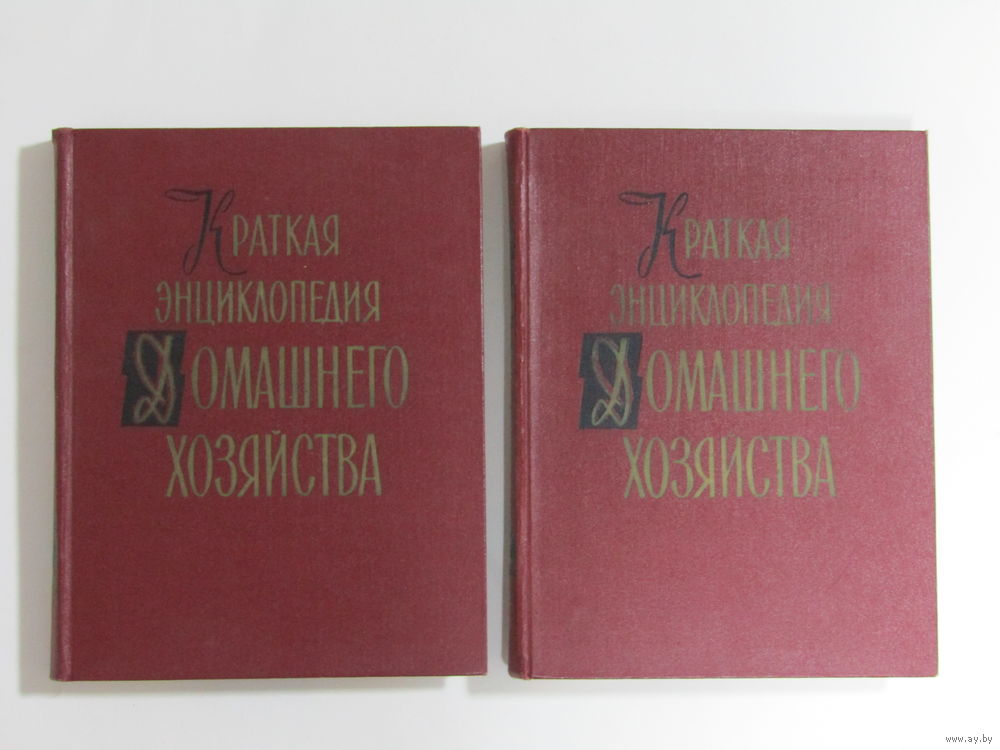 Краткая
энциклопедия
Домашнего
хозяйства
Краткая
энциклопедия
Домашнего
хозяйства
www.ay.by